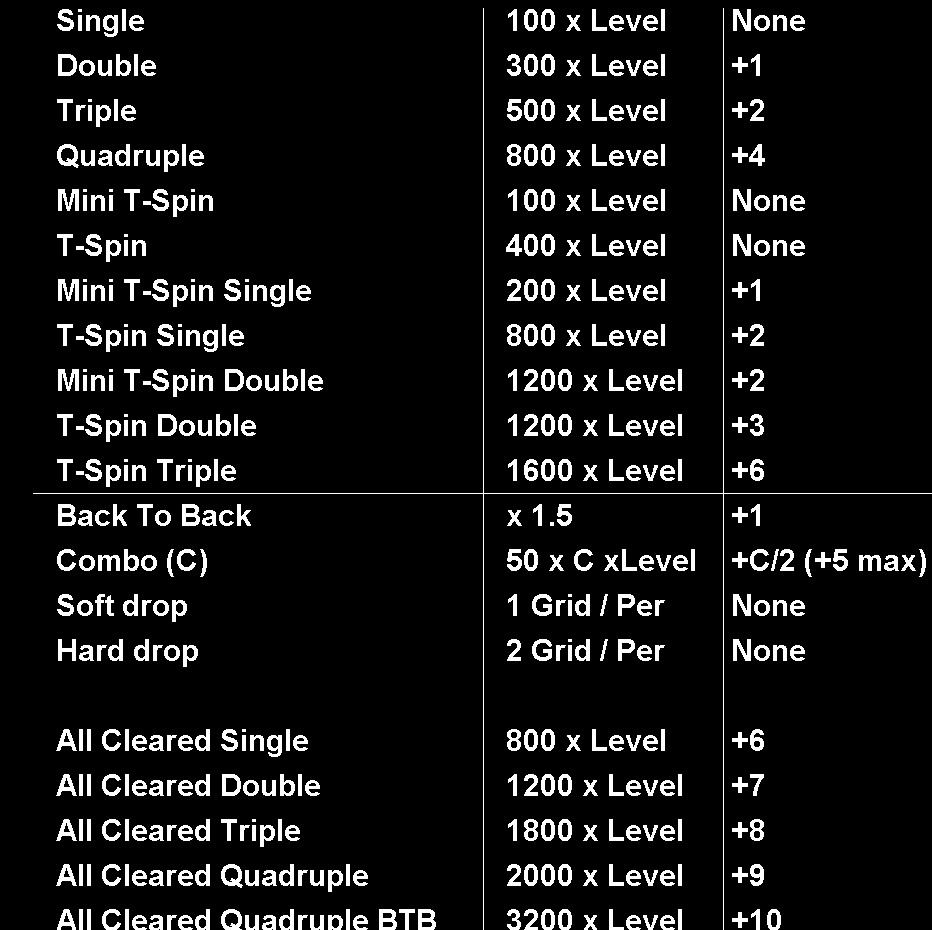 Single 100 x Level None
Double 300 x Level +1
Triple 500 x Level +2
Quadruple 800 x Level +4
Mini T-Spin 100 x Level None
T-Spin 400 x Level None
Mini T-Spin Single 200 x Level +1
T-Spin Single 800 x Level +2
Mini T-Spin Double 1200 x Level +2
T-Spin Double 1200 x Level +3
T-Spin Triple 1600 x Level +6
Back To Back x 1.5 +1
Combo (C) 50 x C xLevel +C/2 (+5 max)
Soft drop 1 Grid / Per None
Hard drop 2 Grid / Per None
All Cleared Single 800 x Level +6
All Cleared Double 1200 x Level +7
All Cleared Triple 1800 x Level +8
All Cleared Quadruple 2000 x Level +9
All Cleared Quadruple BTB 3200 x Level +10